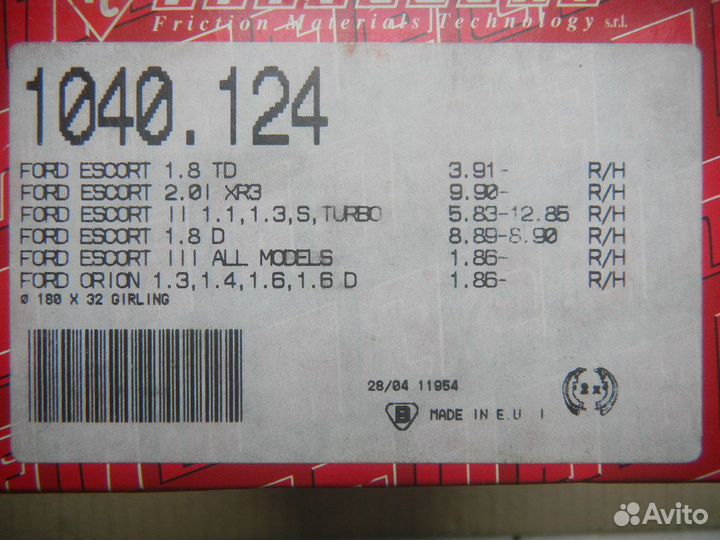 Friction Materials Technology s.r.l.
1040.124
FORD ESCORT 1.8 TD 3.91- R/H
FORD ESCORT 2.0I XR3 9.90- R/H
FORD ESCORT II 1.1,1.3,S,TURBO 5.83-12.85 R/H
FORD ESCORT 1.8 D 8.89-8.90 R/H
FORD ESCORT III ALL MODELS 1.86- R/H
FORD ORION 1.3,1.4,1.6,1.6 D 1.86- R/H
Ø 180 X 32 GIRLING
28/04 11954
B MADE IN E.U I
2x
Avito